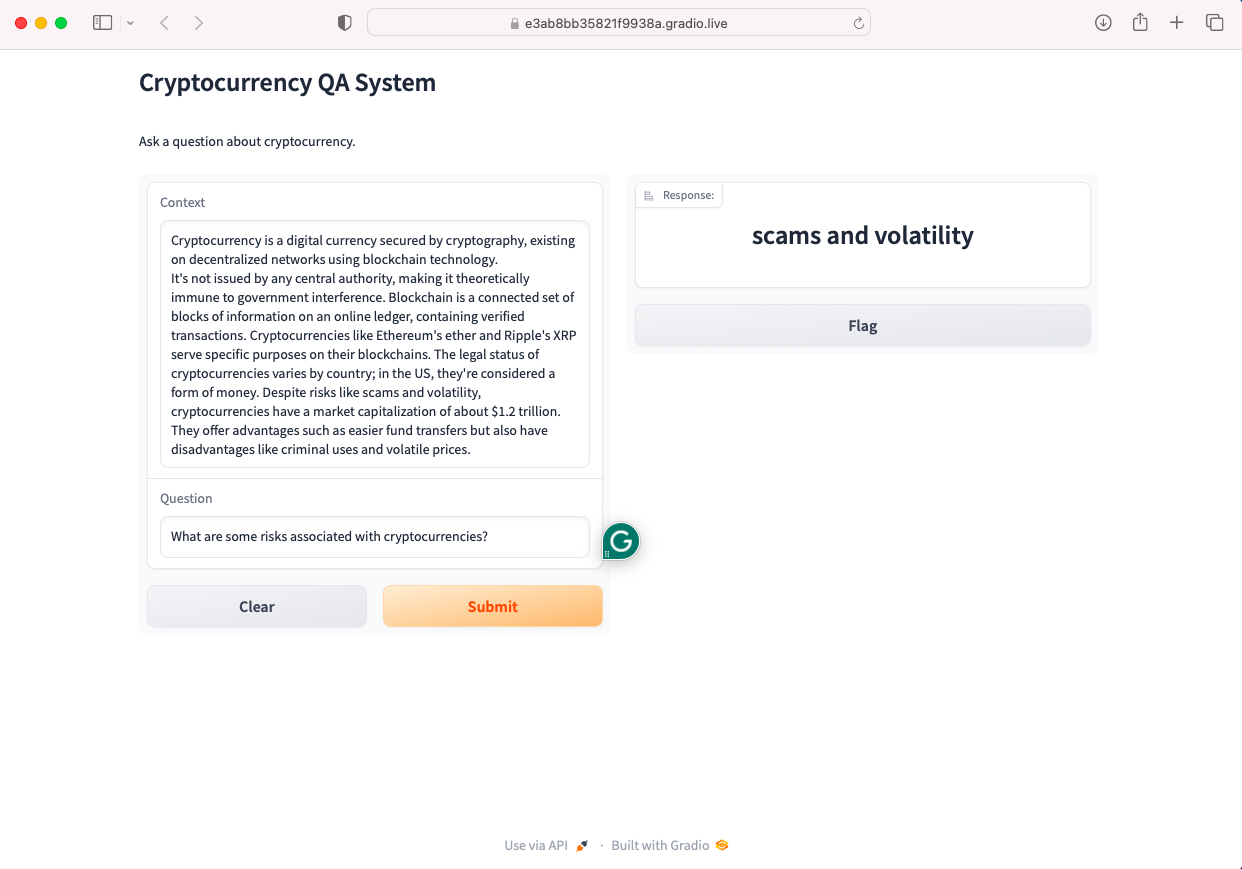 e3ab8bb35821f9938a.gradio.live
Cryptocurrency QA System
Ask a question about cryptocurrency.
Context
Cryptocurrency is a digital currency secured by cryptography, existing
on decentralized networks using blockchain technology.
It's not issued by any central authority, making it theoretically
immune to government interference. Blockchain is a connected set of
blocks of information on an online ledger, containing verified
transactions. Cryptocurrencies like Ethereum's ether and Ripple's XRP
serve specific purposes on their blockchains. The legal status of
cryptocurrencies varies by country; in the US, they're considered a
form of money. Despite risks like scams and volatility,
cryptocurrencies have a market capitalization of about $1.2 trillion.
They offer advantages such as easier fund transfers but also have
disadvantages like criminal uses and volatile prices.
Question
What are some risks associated with cryptocurrencies?
G
Clear
Submit
Response:
scams and volatility
Flag
Use via API · Built with Gradio